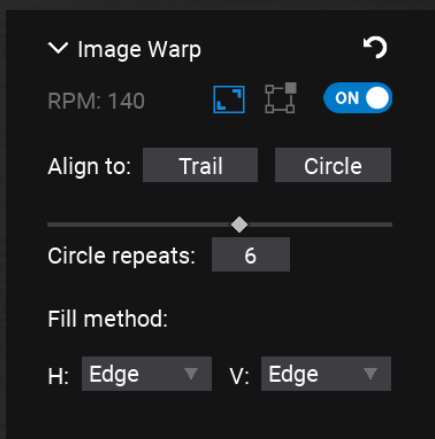 Image Warp
RPM: 140 ON
Align to: Trail Circle
Circle repeats: 6
Fill method:
H: Edge V: Edge